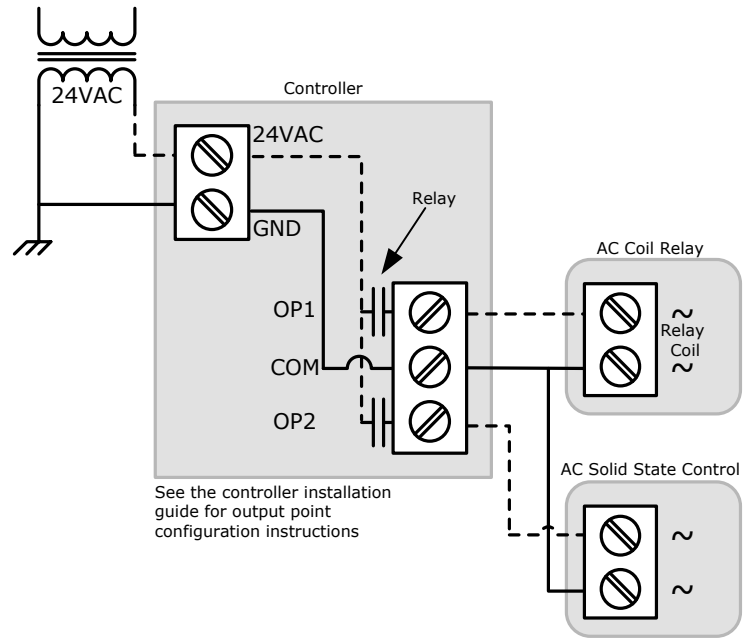 24VAC
Controller
24VAC
GND
Relay
OP1
COM
OP2
AC Coil Relay
~
Relay
Coil
~
See the controller installation
guide for output point
configuration instructions
AC Solid State Control
~
~